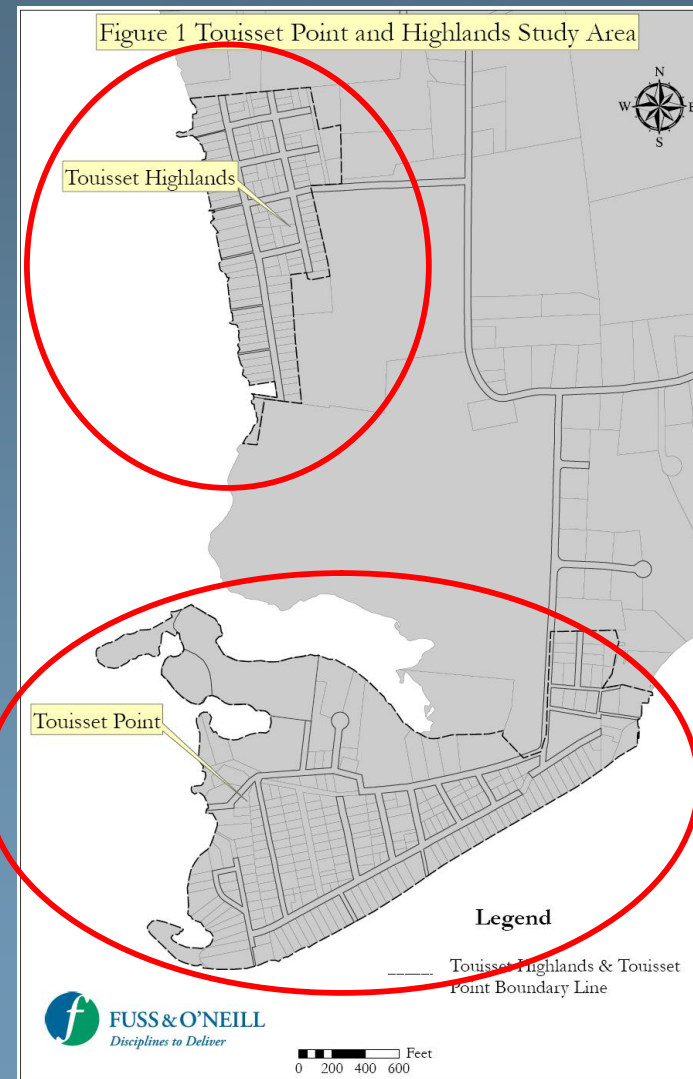 Figure 1 Touisset Point and Highlands Study Area
N
W
E
S
Touisset Highlands
Touisset Point
Legend
Touisset Highlands & Touisset
Point Boundary Line
f
FUSS & O'NEILL
Disciplines to Deliver
Feet
0 200 400 600